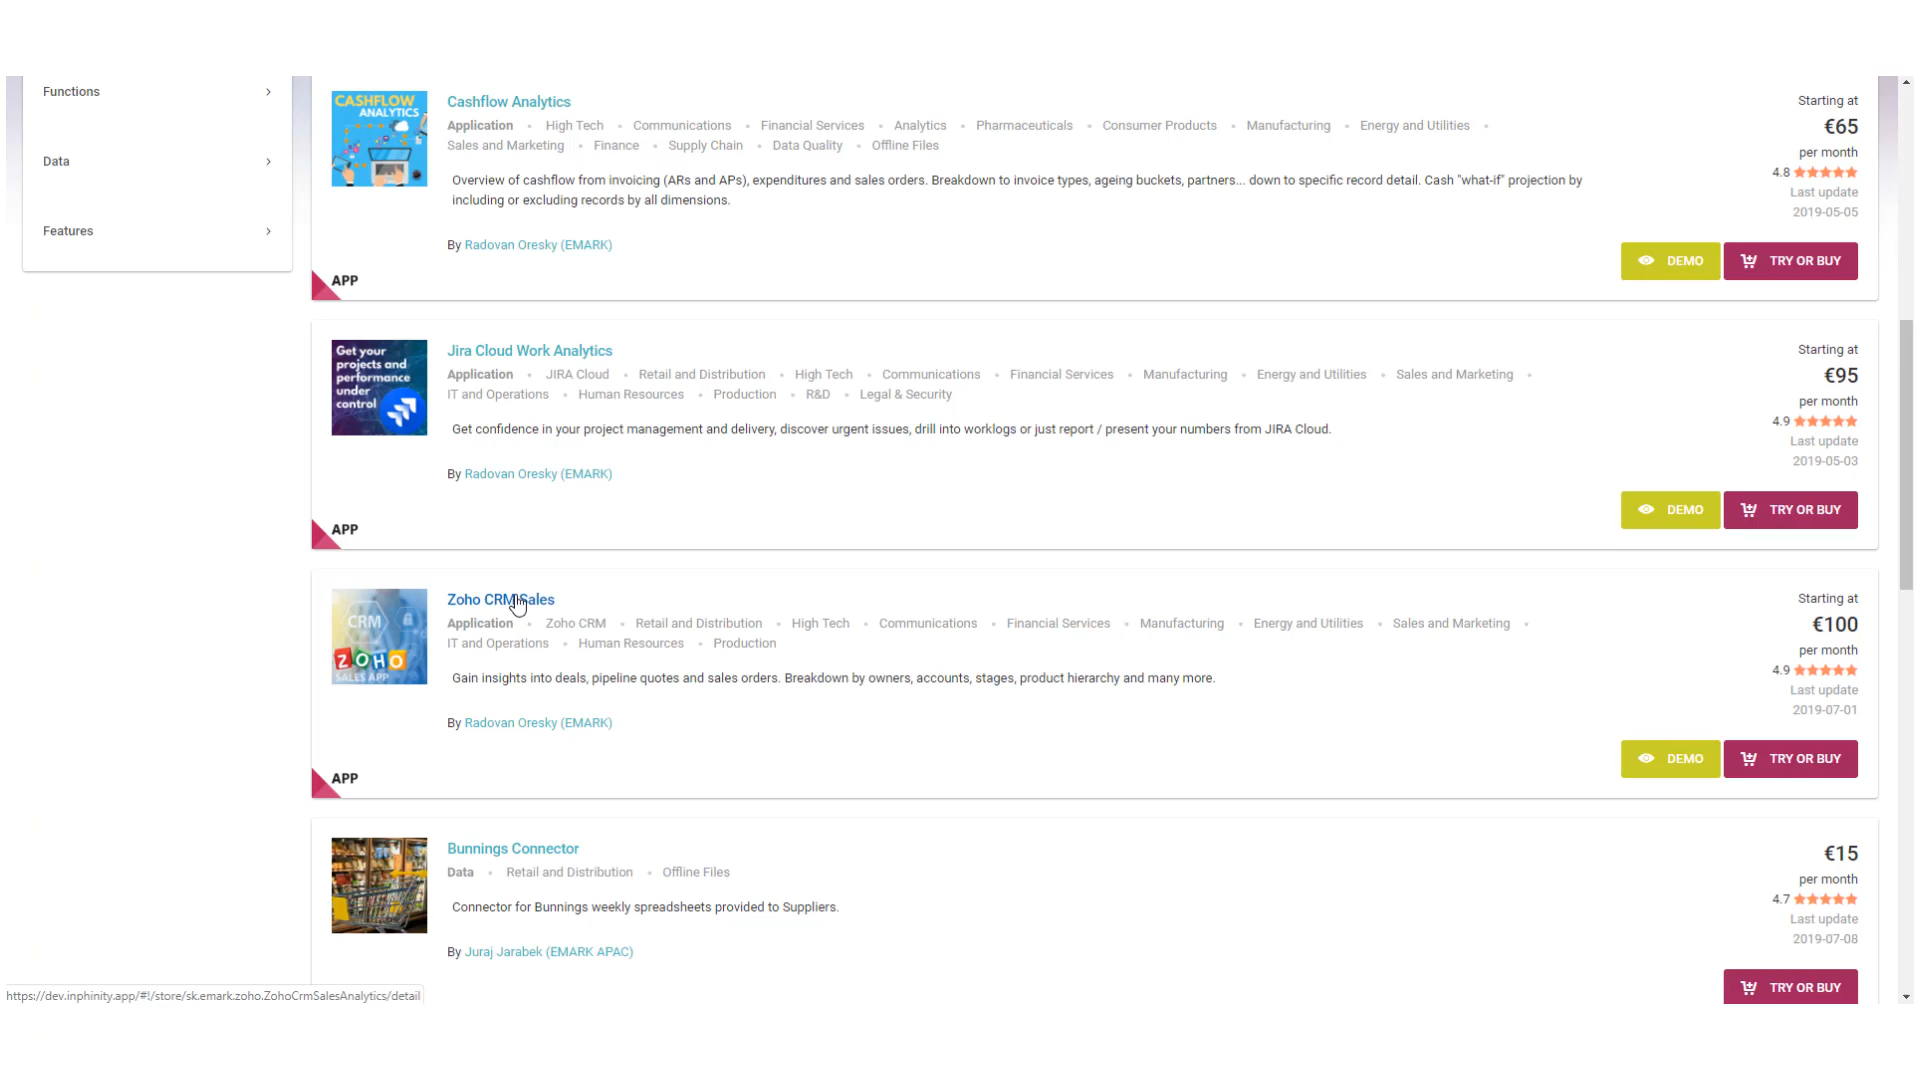 Functions
Data
Features
CASHFLOW
ANALYTICS
Cashflow Analytics
Application • High Tech • Communications • Financial Services • Analytics • Pharmaceuticals • Consumer Products • Manufacturing • Energy and Utilities •
Sales and Marketing • Finance • Supply Chain • Data Quality • Offline Files
Overview of cashflow from invoicing (ARs and APs), expenditures and sales orders. Breakdown to invoice types, ageing buckets, partners... down to specific record detail. Cash "what-if" projection by
including or excluding records by all dimensions.
By Radovan Oresky (EMARK)
APP
Starting at
€65
per month
4.8
Last update
2019-05-05
DEMO
TRY OR BUY
Get your
projects and
performance
under
control
Jira Cloud Work Analytics
Application • JIRA Cloud • Retail and Distribution • High Tech • Communications • Financial Services • Manufacturing • Energy and Utilities • Sales and Marketing •
IT and Operations • Human Resources • Production • R&D • Legal & Security
Get confidence in your project management and delivery, discover urgent issues, drill into worklogs or just report / present your numbers from JIRA Cloud.
By Radovan Oresky (EMARK)
APP
Starting at
€95
per month
4.9
Last update
2019-05-03
DEMO
TRY OR BUY
CRM
ZOHO
SALES APP
Zoho CRM Sales
Application • Zoho CRM • Retail and Distribution • High Tech • Communications • Financial Services • Manufacturing • Energy and Utilities • Sales and Marketing •
IT and Operations • Human Resources • Production
Gain insights into deals, pipeline quotes and sales orders. Breakdown by owners, accounts, stages, product hierarchy and many more.
By Radovan Oresky (EMARK)
APP
Starting at
€100
per month
4.9
Last update
2019-07-01
DEMO
TRY OR BUY
Bunnings Connector
Data • Retail and Distribution • Offline Files
Connector for Bunnings weekly spreadsheets provided to Suppliers.
By Juraj Jarabek (EMARK APAC)
€15
per month
4.7
Last update
2019-07-08
TRY OR BUY
https://dev.inphinity.app/#!/store/sk.emark.zoho.ZohoCrmSalesAnalytics/detail